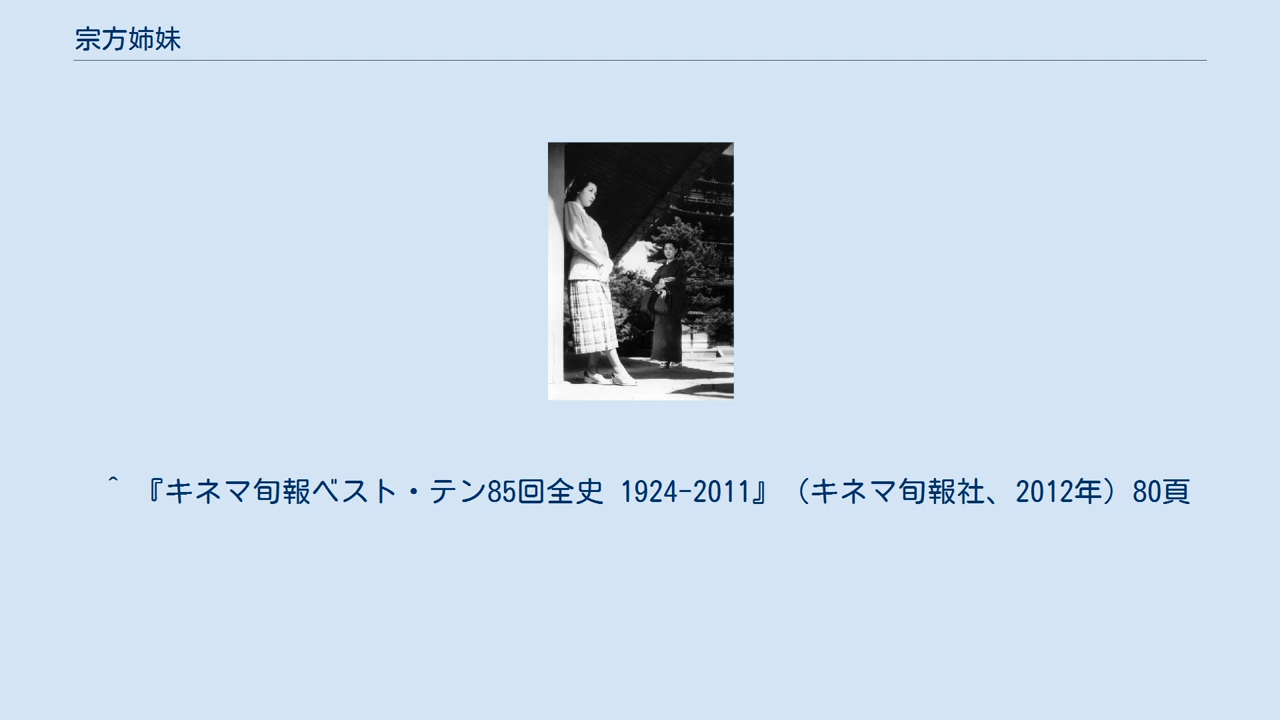 宗方姉妹
^ 『キネマ旬報ベスト・テン85回全史 1924-2011』（キネマ旬報社、2012年）80頁